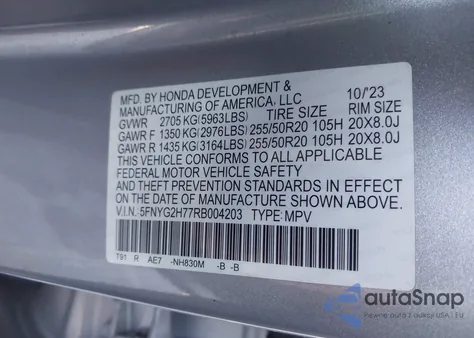 MFD. BY HONDA DEVELOPMENT &
MANUFACTURING OF AMERICA, LLC 10/'23
GVWR 2705 KG(5963LBS) TIRE SIZE RIM SIZE
GAWR F 1350 KG(2976LBS) 255/50R20 105H 20X8.0J
GAWR R 1435 KG(3164LBS) 255/50R20 105H 20X8.0J
THIS VEHICLE CONFORMS TO ALL APPLICABLE
FEDERAL MOTOR VEHICLE SAFETY
AND THEFT PREVENTION STANDARDS IN EFFECT
ON THE DATE OF MANUFACTURE SHOWN ABOVE.
V.I.N.: 5FNYG2H77RB004203 TYPE: MPV
T91 R AE7 -NH830M -B -B
autoSnap